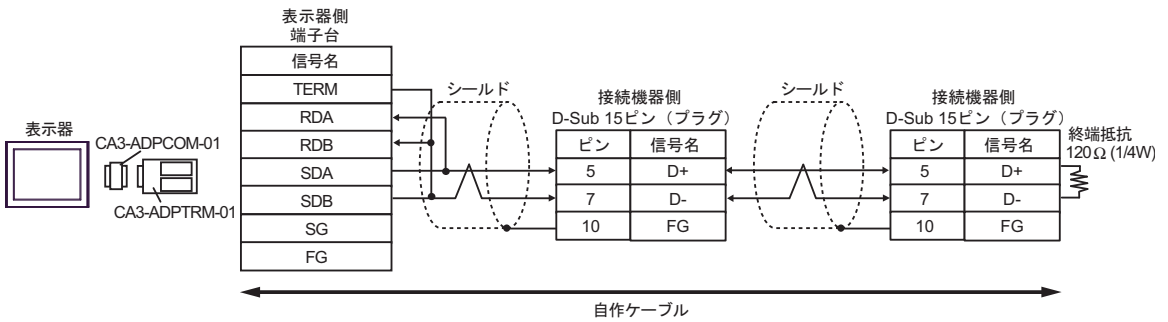 表示器
CA3-ADPCOM-01
CA3-ADPTRM-01
表示器側
端子台
信号名
TERM
RDA
RDB
SDA
SDB
SG
FG
シールド
接続機器側
D-Sub 15ピン（プラグ）
ピン 信号名
5 D+
7 D-
10 FG
シールド
接続機器側
D-Sub 15ピン（プラグ）
ピン 信号名
5 D+
7 D-
10 FG
終端抵抗
120Ω (1/4W)
自作ケーブル